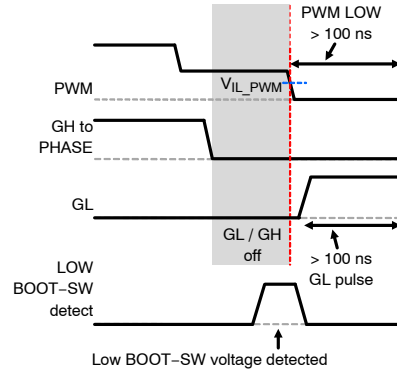 PWM LOW
> 100 ns
PWM
VIL_PWM
GH to
PHASE
GL
GL / GH
off
> 100 ns
GL pulse
LOW
BOOT−SW
detect
Low BOOT−SW voltage detected